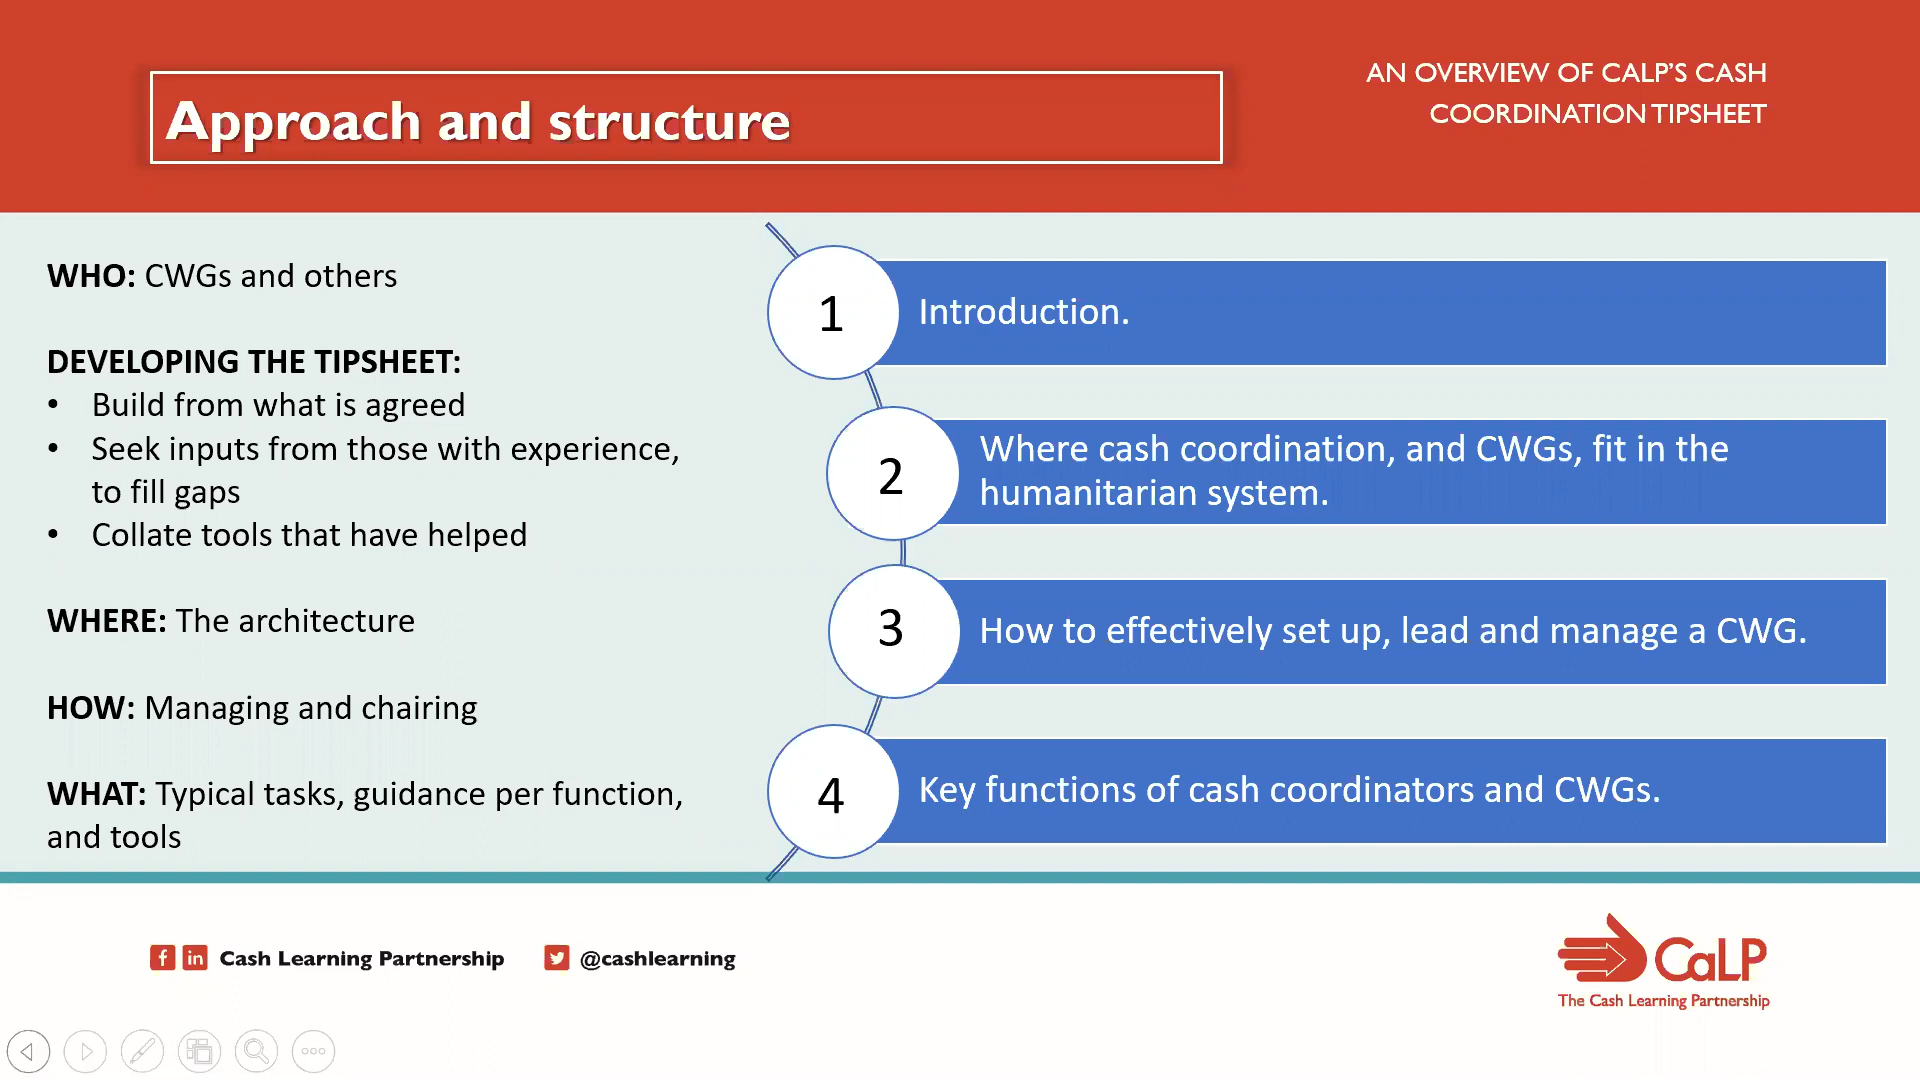 Approach and structure
AN OVERVIEW OF CALP'S CASH
COORDINATION TIPSHEET
WHO: CWGs and others
DEVELOPING THE TIPSHEET:
• Build from what is agreed
• Seek inputs from those with experience,
to fill gaps
• Collate tools that have helped
WHERE: The architecture
HOW: Managing and chairing
WHAT: Typical tasks, guidance per function,
and tools
1
Introduction.
2
Where cash coordination, and CWGs, fit in the
humanitarian system.
3
How to effectively set up, lead and manage a CWG.
4
Key functions of cash coordinators and CWGs.
Cash Learning Partnership
@cashlearning
CaLP
The Cash Learning Partnership